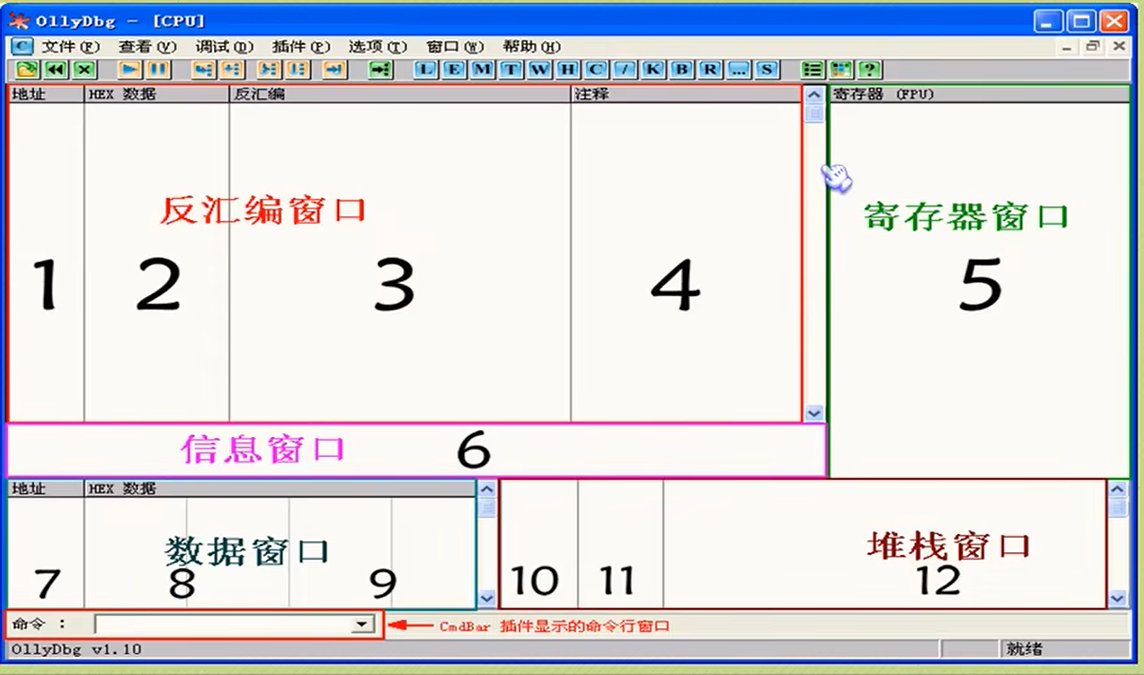 OllyDbg - [CPU]
C 文件(F) 查看(V) 调试(D) 插件(P) 选项(T) 窗口(W) 帮助(H)
L E M T W H C / K B R ... S ?
地址 HEX 数据 反汇编 注释 寄存器 (FPU)
反汇编窗口 寄存器窗口
1 2 3 4 5
信息窗口 6
地址 HEX 数据
数据窗口 堆栈窗口
7 8 9 10 11 12
命令 : CmdBar 插件显示的命令行窗口
OllyDbg v1.10 就绪